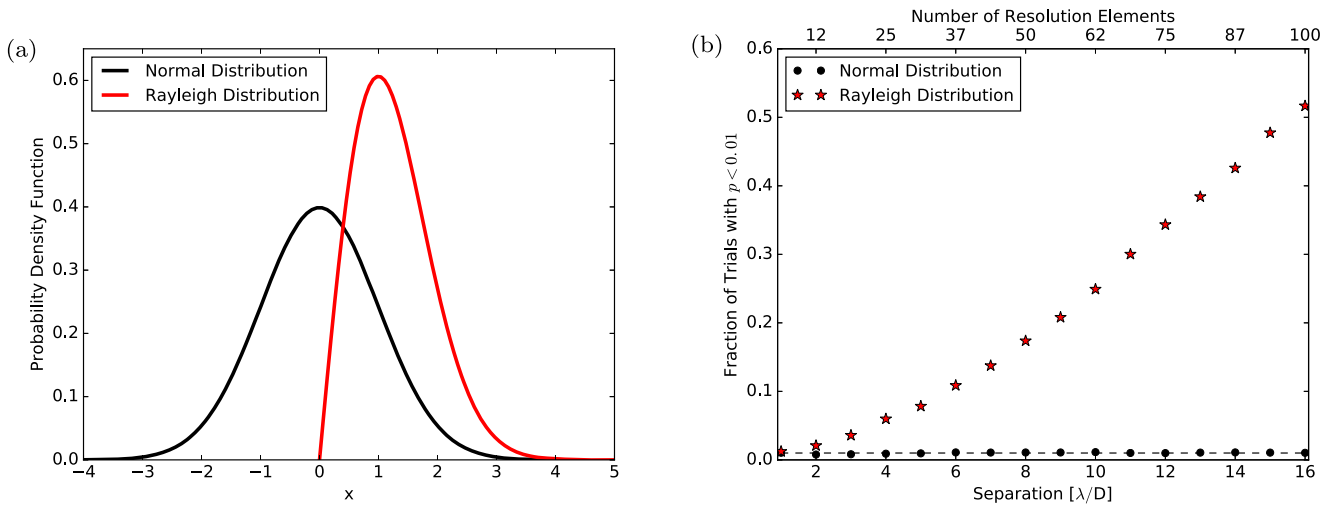 (a)
Normal Distribution
Rayleigh Distribution
Probability Density Function
0.6
0.5
0.4
0.3
0.2
0.1
0.0
−4 −3 −2 −1 0 1 2 3 4 5
x
(b)
Number of Resolution Elements
12 25 37 50 62 75 87 100
Normal Distribution
Rayleigh Distribution
Fraction of Trials with p < 0.01
0.6
0.5
0.4
0.3
0.2
0.1
0.0
2 4 6 8 10 12 14 16
Separation [λ/D]